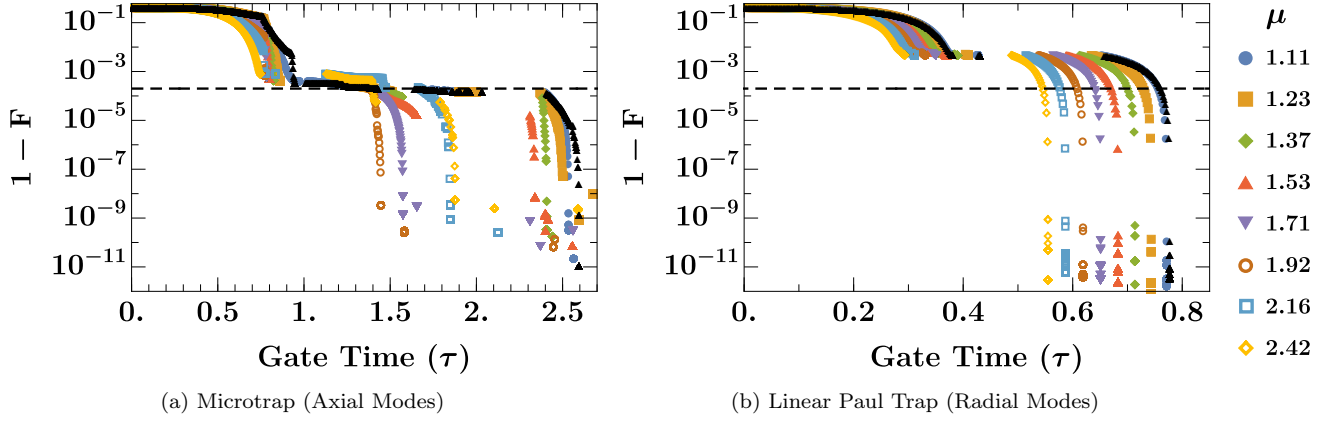 10⁻¹
10⁻³
10⁻⁵
10⁻⁷
10⁻⁹
10⁻¹¹
1 − F
0. 0.5 1. 1.5 2. 2.5
Gate Time (τ)
(a) Microtrap (Axial Modes)
10⁻¹
10⁻³
10⁻⁵
10⁻⁷
10⁻⁹
10⁻¹¹
1 − F
0. 0.2 0.4 0.6 0.8
Gate Time (τ)
(b) Linear Paul Trap (Radial Modes)
μ
1.11
1.23
1.37
1.53
1.71
1.92
2.16
2.42